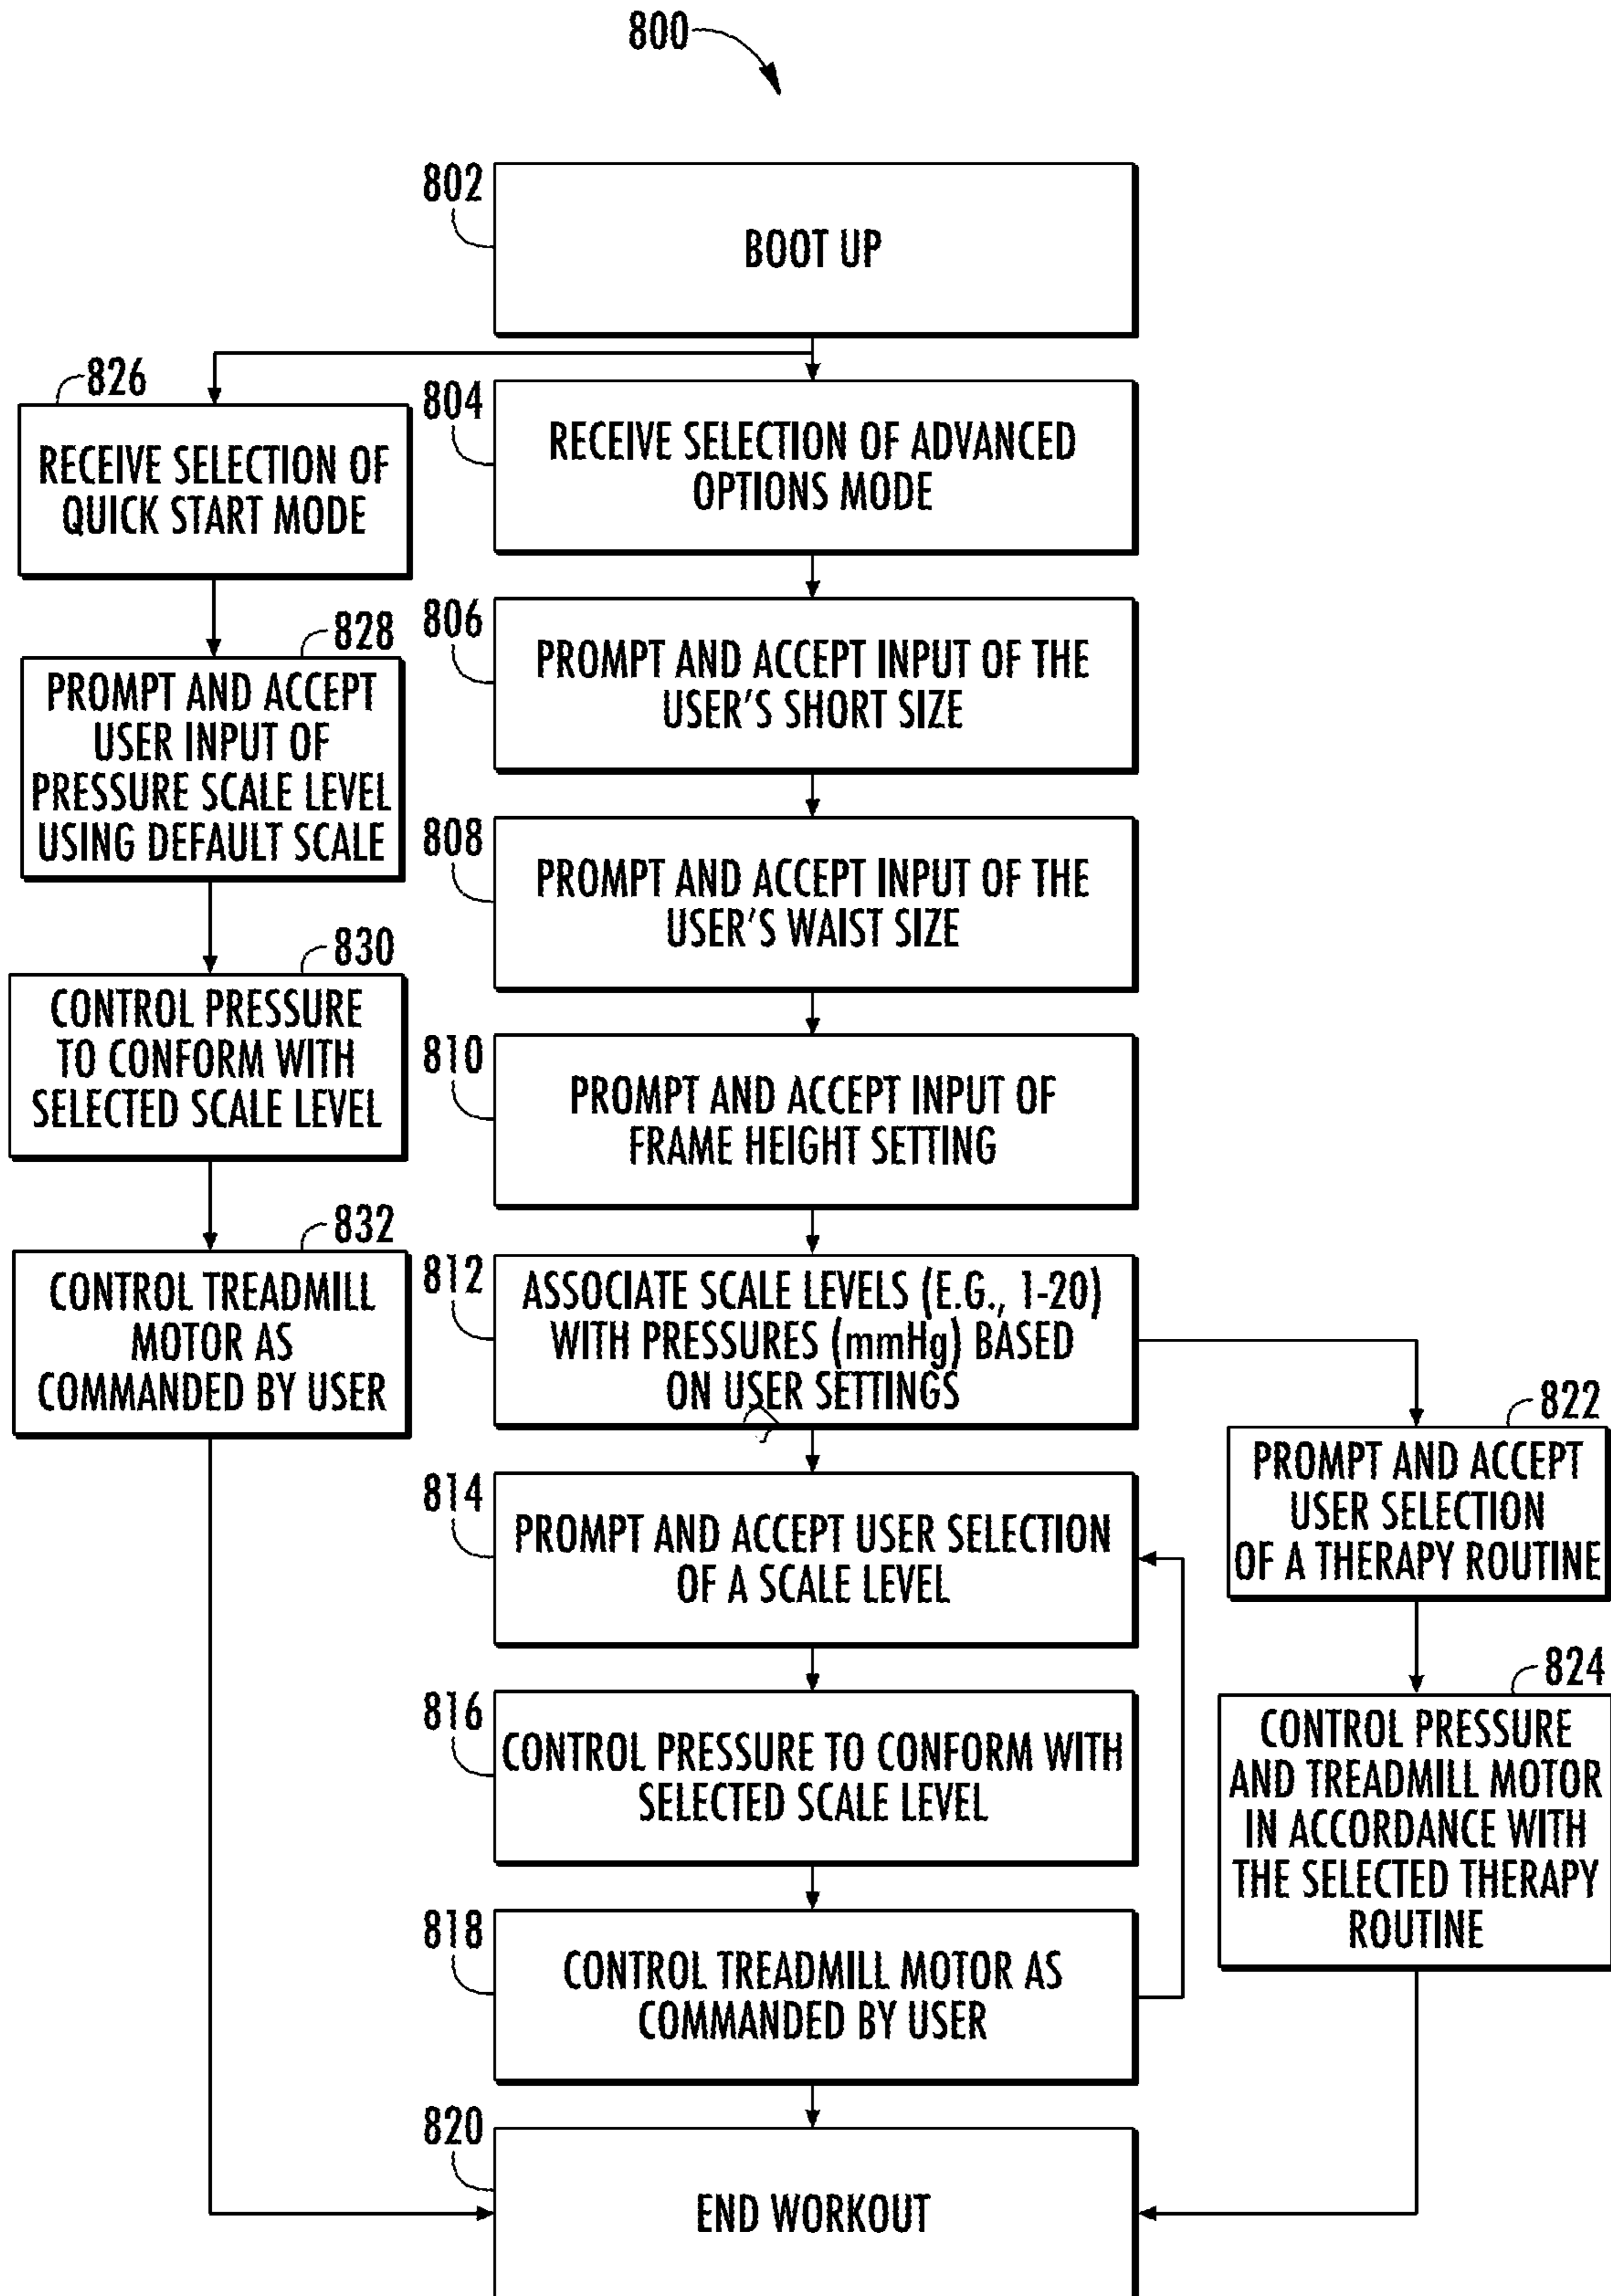 800
802
BOOT UP
826
RECEIVE SELECTION OF
QUICK START MODE
804
RECEIVE SELECTION OF ADVANCED
OPTIONS MODE
828
PROMPT AND ACCEPT
USER INPUT OF
PRESSURE SCALE LEVEL
USING DEFAULT SCALE
806
PROMPT AND ACCEPT INPUT OF THE
USER'S SHORT SIZE
808
PROMPT AND ACCEPT INPUT OF THE
USER'S WAIST SIZE
830
CONTROL PRESSURE
TO CONFORM WITH
SELECTED SCALE LEVEL
810
PROMPT AND ACCEPT INPUT OF
FRAME HEIGHT SETTING
832
CONTROL TREADMILL
MOTOR AS
COMMANDED BY USER
812
ASSOCIATE SCALE LEVELS (E.G., 1-20)
WITH PRESSURES (mmHg) BASED
ON USER SETTINGS
822
PROMPT AND ACCEPT
USER SELECTION
OF A THERAPY ROUTINE
814
PROMPT AND ACCEPT USER SELECTION
OF A SCALE LEVEL
816
CONTROL PRESSURE TO CONFORM WITH
SELECTED SCALE LEVEL
824
CONTROL PRESSURE
AND TREADMILL MOTOR
IN ACCORDANCE WITH
THE SELECTED THERAPY
ROUTINE
818
CONTROL TREADMILL MOTOR AS
COMMANDED BY USER
820
END WORKOUT